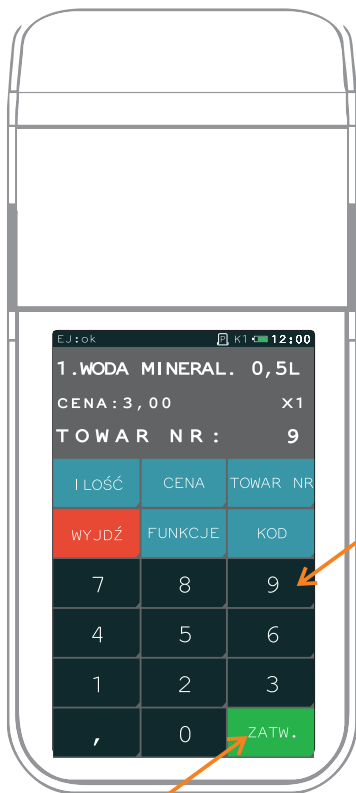 EJ:ok P K1 12:00
1.WODA MINERAL. 0,5L
CENA:3,00 X1
TOWAR NR: 9
ILOŚĆ CENA TOWAR NR
WYJDŹ FUNKCJE KOD
7 8 9
4 5 6
1 2 3
, 0 ZATW.